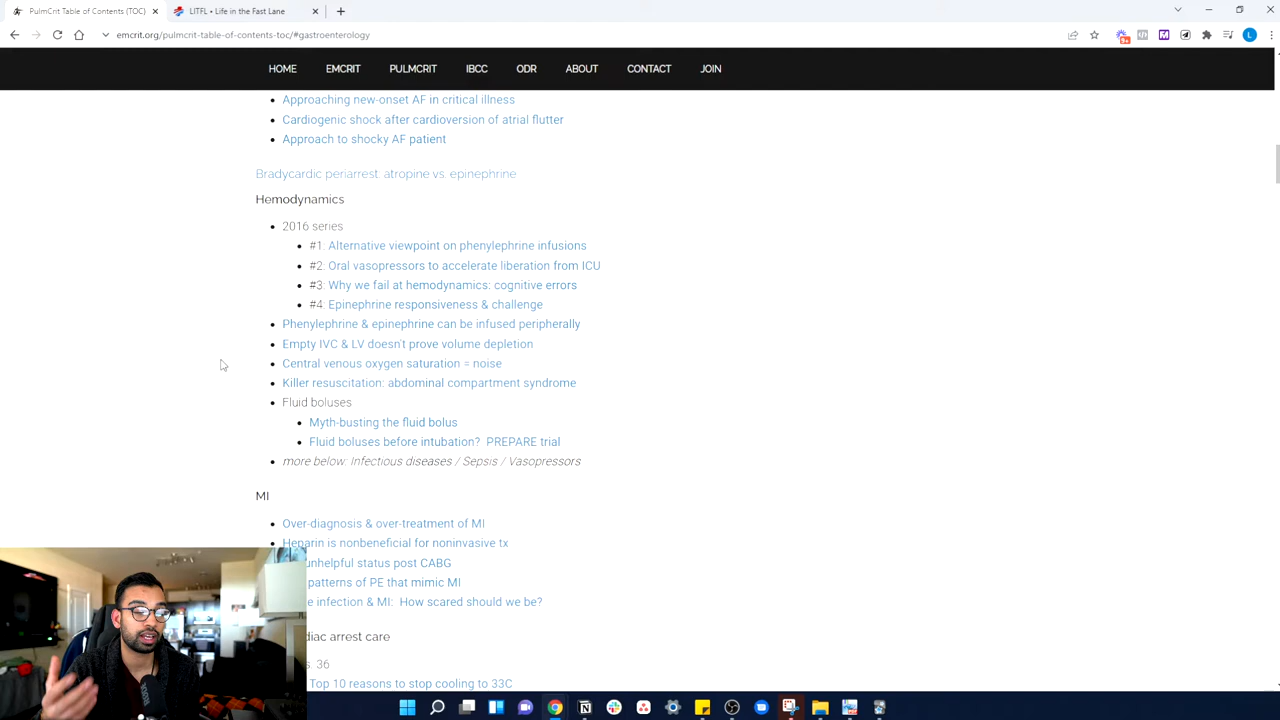 PulmCrit Table of Contents (TOC)
LITFL • Life in the Fast Lane
emcrit.org/pulmcrit-table-of-contents-toc/#gastroenterology
9+
L
HOME EMCRIT PULMCRIT IBCC ODR ABOUT CONTACT JOIN
Approaching new-onset AF in critical illness
Cardiogenic shock after cardioversion of atrial flutter
Approach to shocky AF patient
Bradycardic periarrest: atropine vs. epinephrine
Hemodynamics
2016 series
#1: Alternative viewpoint on phenylephrine infusions
#2: Oral vasopressors to accelerate liberation from ICU
#3: Why we fail at hemodynamics: cognitive errors
#4: Epinephrine responsiveness & challenge
Phenylephrine & epinephrine can be infused peripherally
Empty IVC & LV doesn't prove volume depletion
Central venous oxygen saturation = noise
Killer resuscitation: abdominal compartment syndrome
Fluid boluses
Myth-busting the fluid bolus
Fluid boluses before intubation? PREPARE trial
more below: Infectious diseases / Sepsis / Vasopressors
MI
Over-diagnosis & over-treatment of MI
Heparin is nonbeneficial for noninvasive tx
unhelpful status post CABG
patterns of PE that mimic MI
infection & MI: How scared should we be?
arrest care
36
Top 10 reasons to stop cooling to 33C